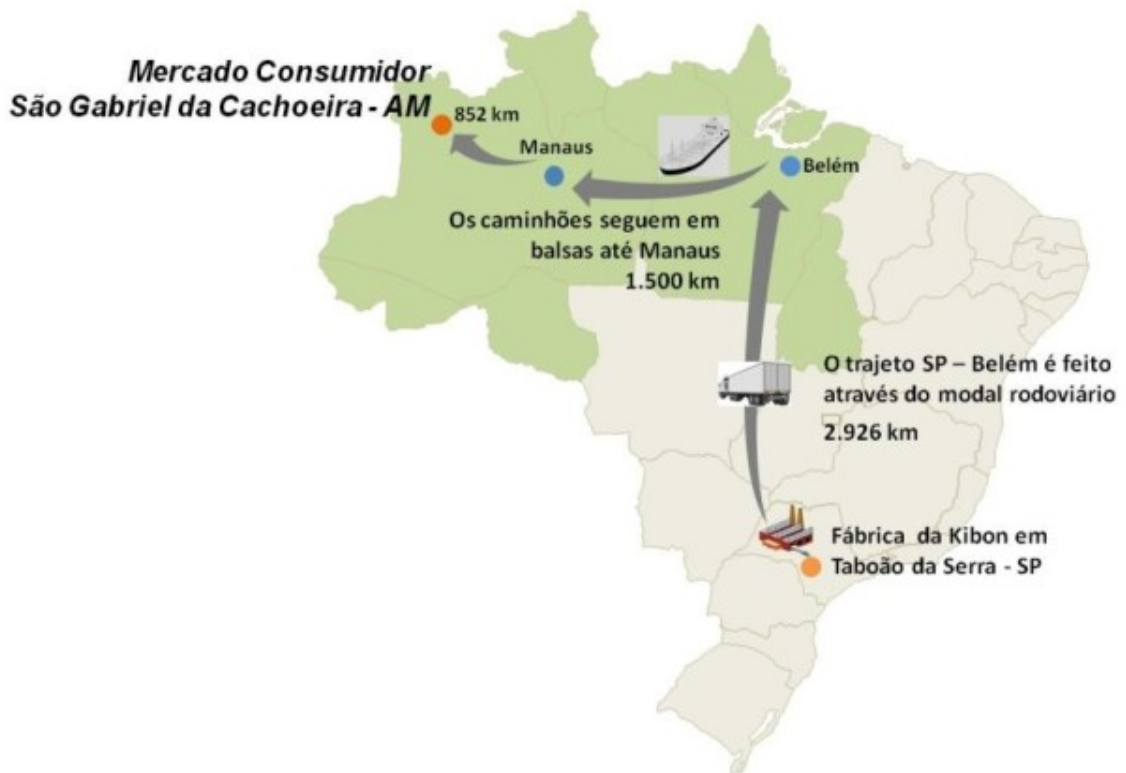 Mercado Consumidor
São Gabriel da Cachoeira - AM
852 km
Manaus
Belém
Os caminhões seguem em
balsas até Manaus
1.500 km
O trajeto SP – Belém é feito
através do modal rodoviário
2.926 km
Fábrica da Kibon em
Taboão da Serra - SP